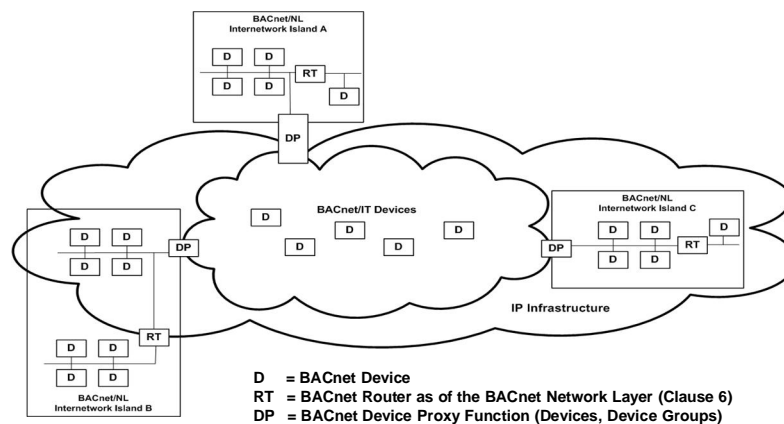 BACnet/NL
Internetwork Island A
D
D
RT
D
D
D
DP
BACnet/IT Devices
D
D
D
D
D
BACnet/NL
Internetwork Island C
D
D
D
RT
D
D
DP
IP Infrastructure
D
D
DP
D
D
RT
D
D
D
D
BACnet/NL
Internetwork Island B
D = BACnet Device
RT = BACnet Router as of the BACnet Network Layer (Clause 6)
DP = BACnet Device Proxy Function (Devices, Device Groups)